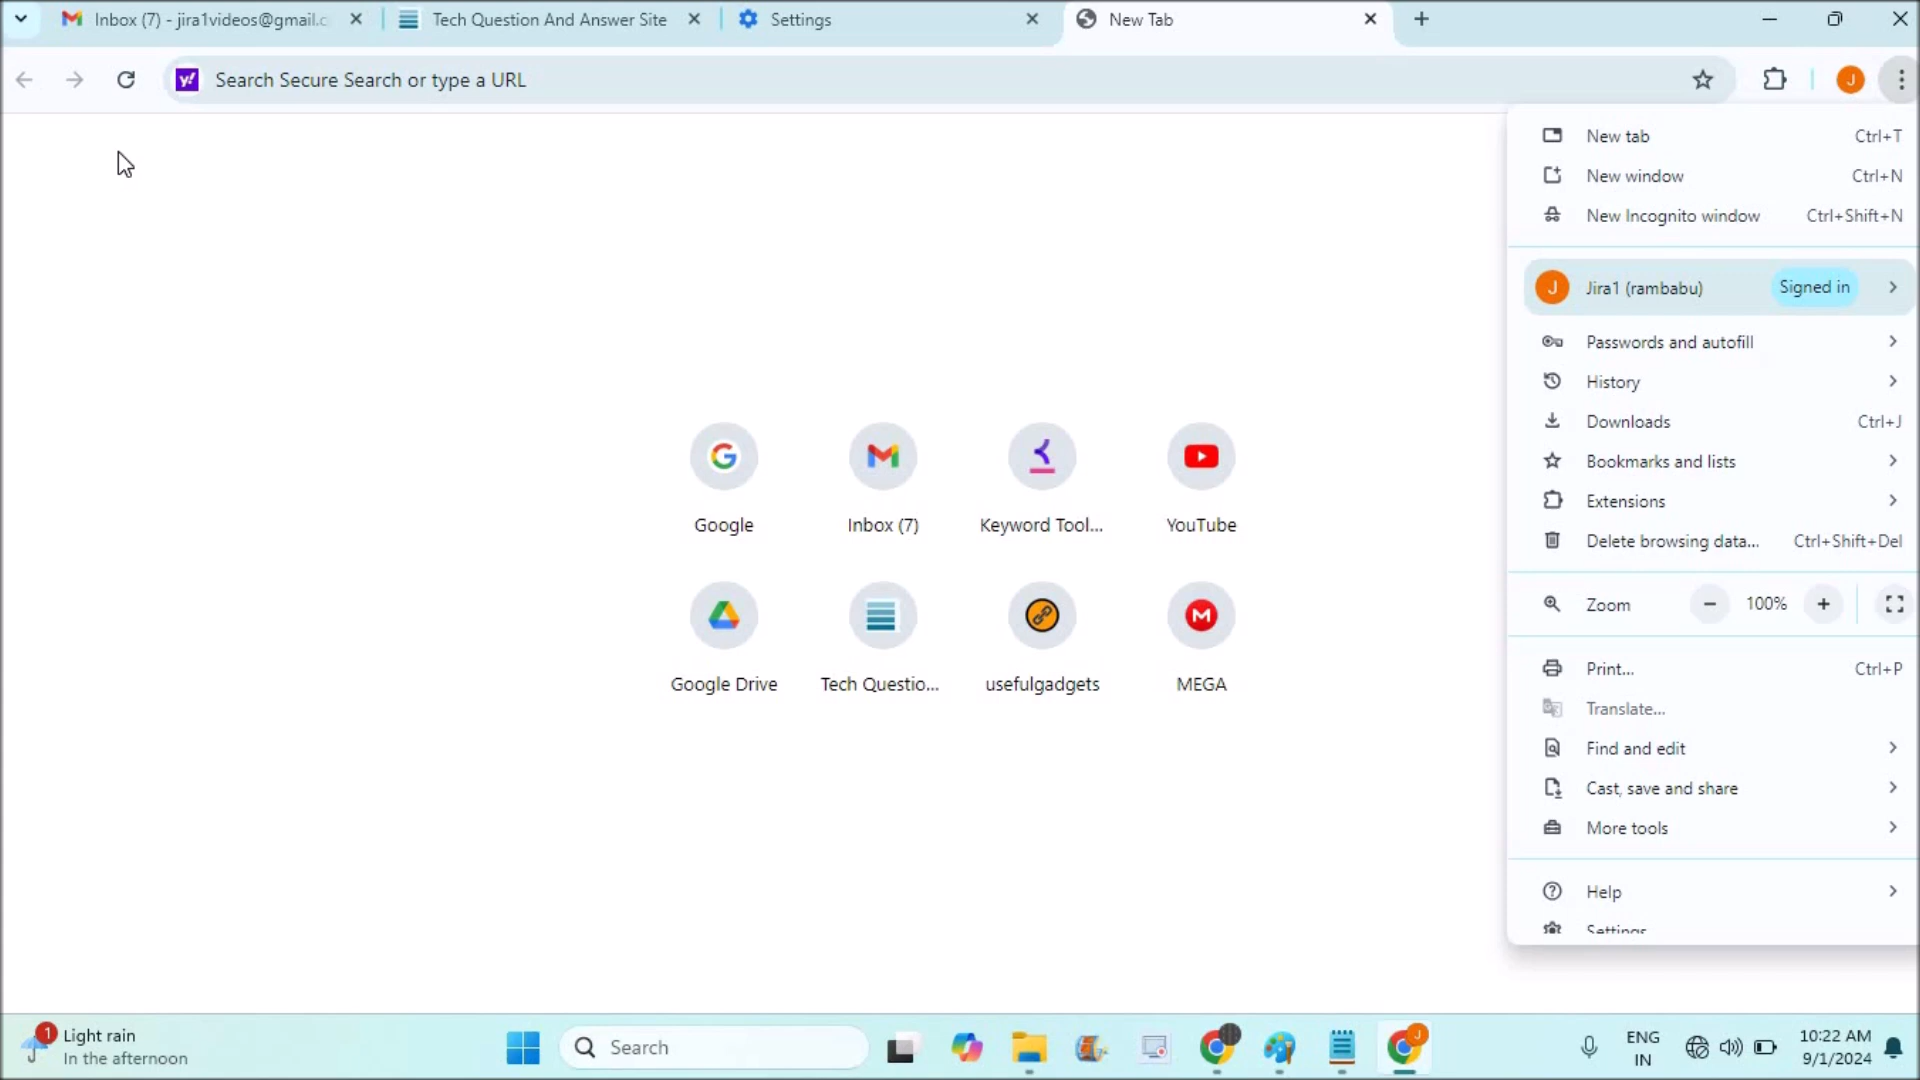 Inbox (7) - jira1videos@gmail.c
Tech Question And Answer Site
Settings
New Tab
y!
Search Secure Search or type a URL
J
New tab Ctrl+T
New window Ctrl+N
New Incognito window Ctrl+Shift+N
J Jira1 (rambabu) Signed in
Passwords and autofill
History
Downloads Ctrl+J
Bookmarks and lists
Extensions
Delete browsing data... Ctrl+Shift+Del
Zoom 100%
Print... Ctrl+P
Translate...
Find and edit
Cast, save and share
More tools
Help
Settings
Google
Inbox (7)
Keyword Tool...
YouTube
Google Drive
Tech Questio...
usefulgadgets
MEGA
1
Light rain
In the afternoon
Search
J
ENG
IN
10:22 AM
9/1/2024